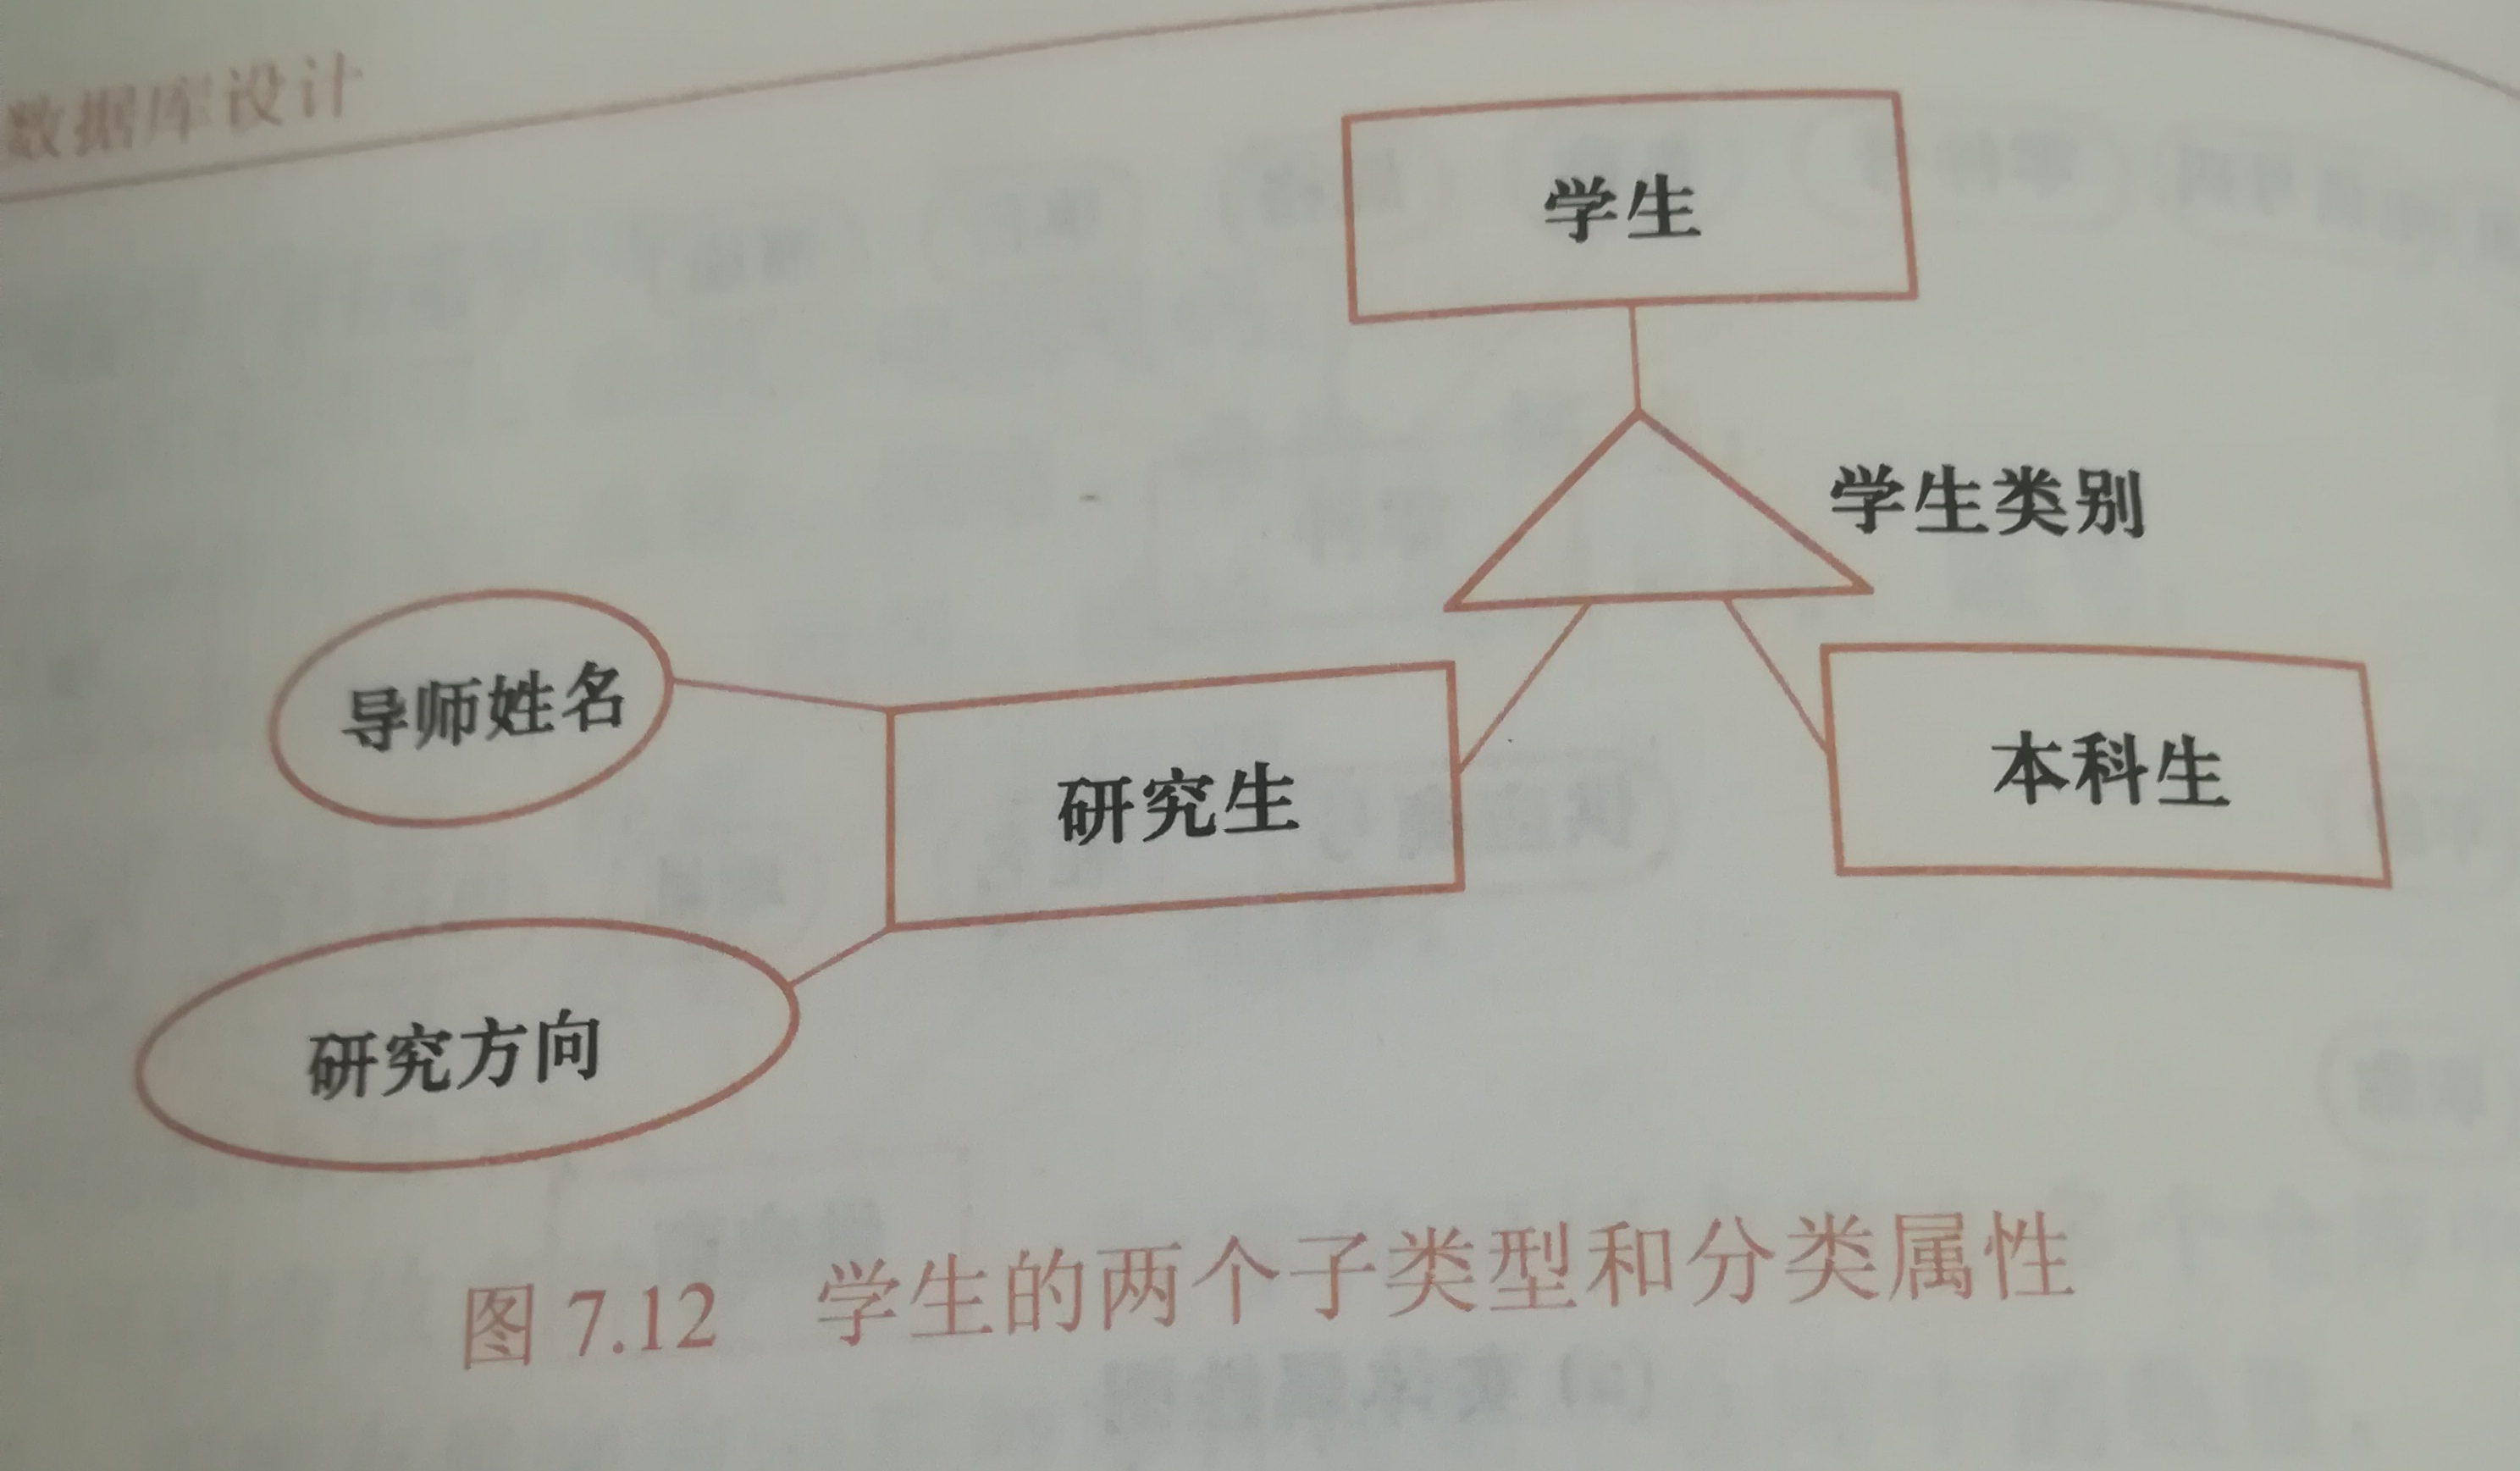 数据库设计
学生
学生类别
导师姓名
研究生
本科生
研究方向
图 7.12 学生的两个子类型和分类属性